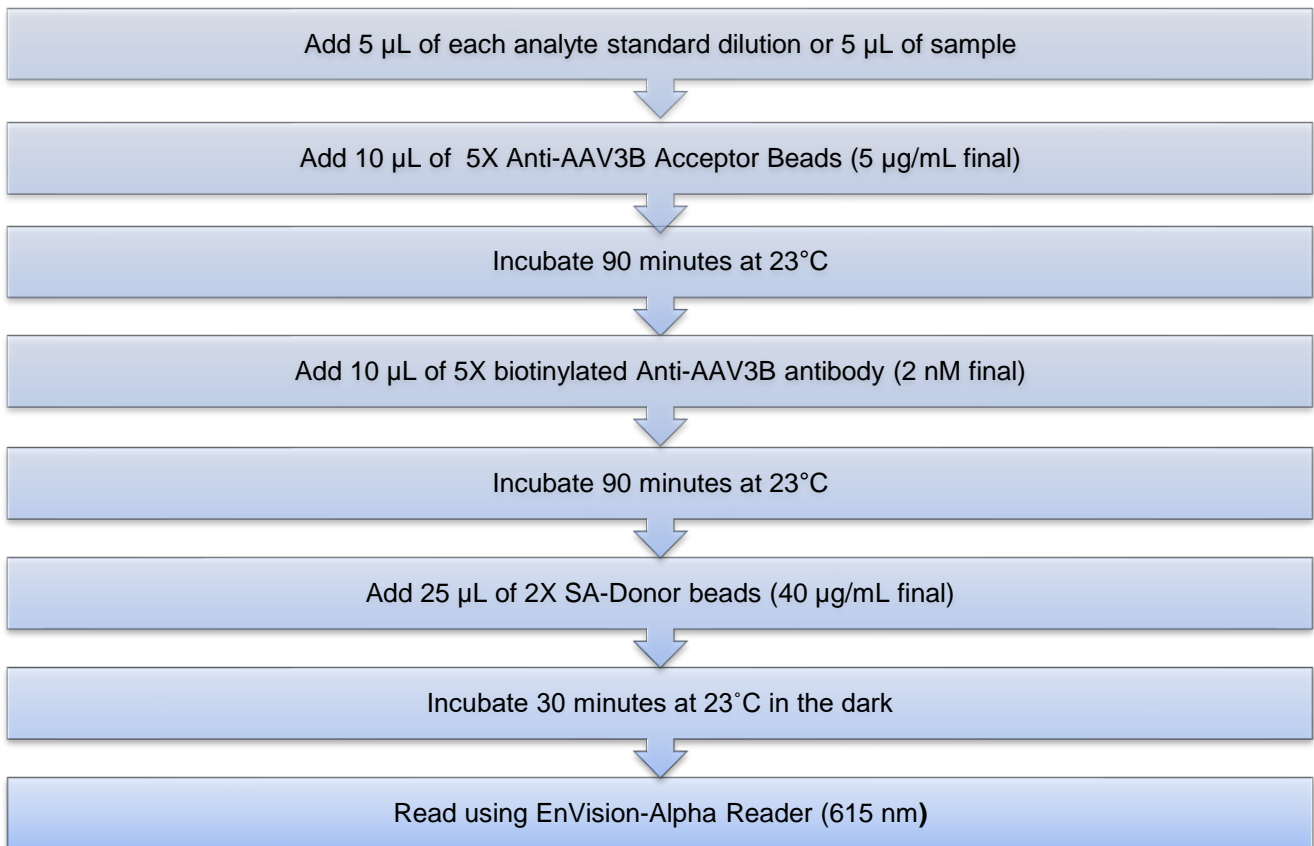 Add 5 µL of each analyte standard dilution or 5 µL of sample
Add 10 µL of  5X Anti-AAV3B Acceptor Beads (5 µg/mL final)
Incubate 90 minutes at 23°C
Add 10 µL of 5X biotinylated Anti-AAV3B antibody (2 nM final)
Incubate 90 minutes at 23°C
Add 25 µL of 2X SA-Donor beads (40 µg/mL final)
Incubate 30 minutes at 23˚C in the dark
Read using EnVision-Alpha Reader (615 nm)